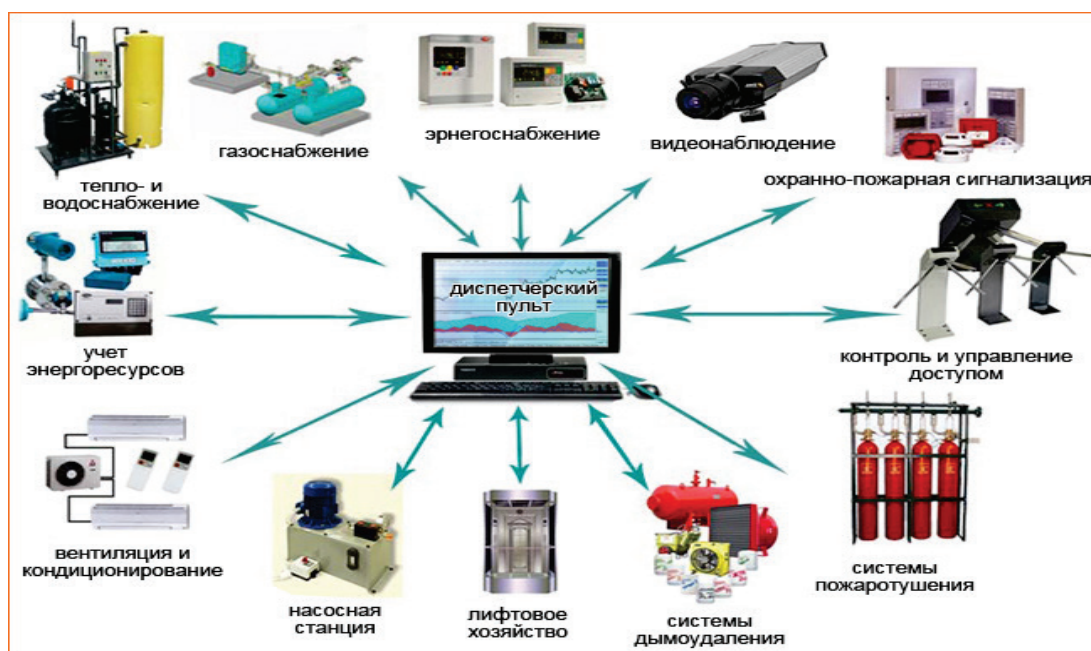 тепло- и
водоснабжение
газоснабжение
эрнегоснабжение
видеонаблюдение
охранно-пожарная сигнализация
диспетчерский
пульт
учет
энергоресурсов
контроль и управление
доступом
вентиляция и
кондиционирование
насосная
станция
лифтовое
хозяйство
системы
дымоудаления
системы
пожаротушения